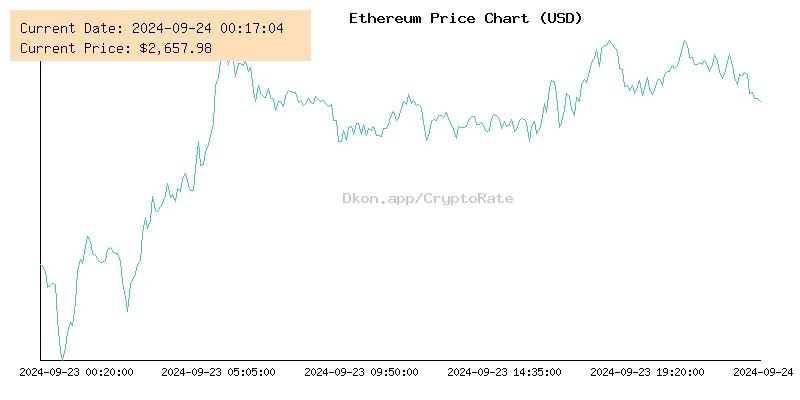 Ethereum Price Chart (USD)
Current Date: 2024-09-24 00:17:04
Current Price: $2,657.98
Dkon.app/CryptoRate
2024-09-23 00:20:00 2024-09-23 05:05:00 2024-09-23 09:50:00 2024-09-23 14:35:00 2024-09-23 19:20:00 2024-09-24